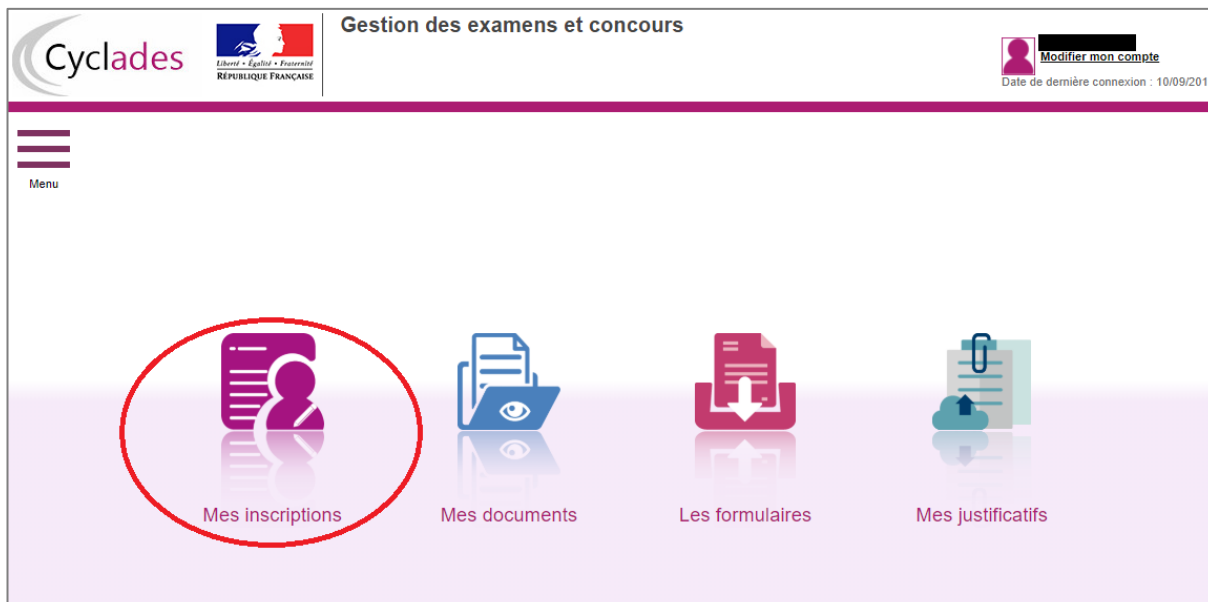 Gestion des examens et concours
Cyclades
Liberté • Égalité • Fraternité
RÉPUBLIQUE FRANÇAISE
Modifier mon compte
Date de dernière connexion : 10/09/201
Menu
Mes inscriptions
Mes documents
Les formulaires
Mes justificatifs